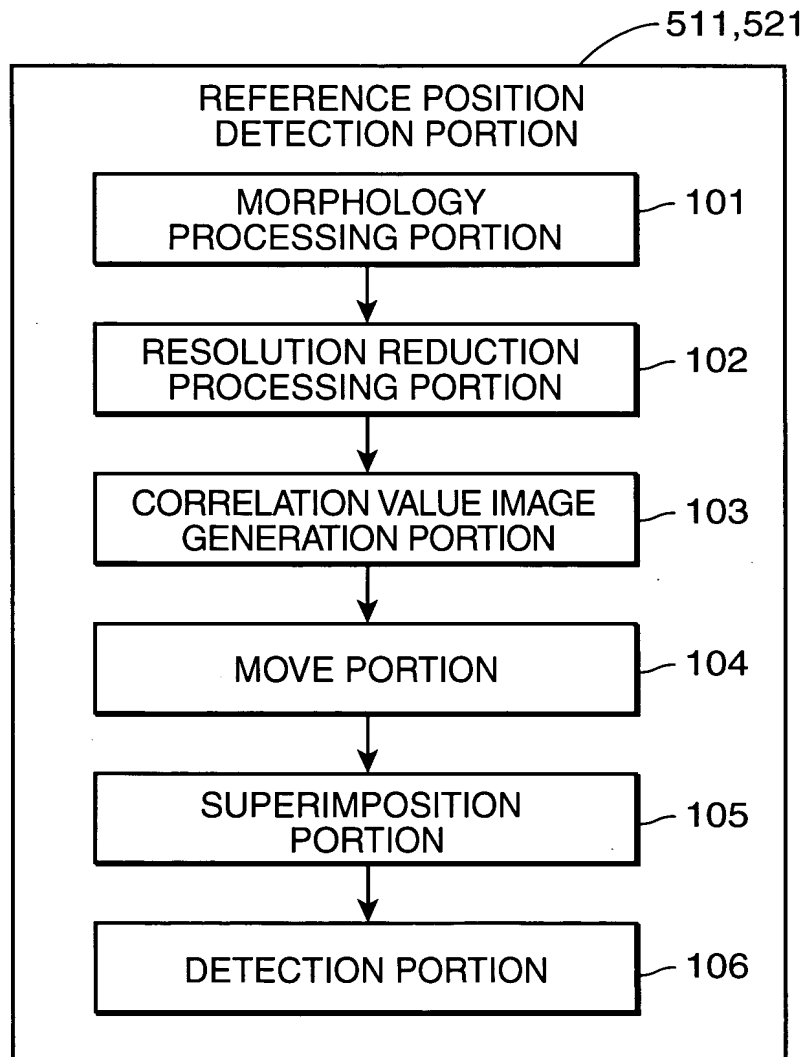 511,521
REFERENCE POSITION
DETECTION PORTION
MORPHOLOGY
PROCESSING PORTION
101
RESOLUTION REDUCTION
PROCESSING PORTION
102
CORRELATION VALUE IMAGE
GENERATION PORTION
103
MOVE PORTION
104
SUPERIMPOSITION
PORTION
105
DETECTION PORTION
106